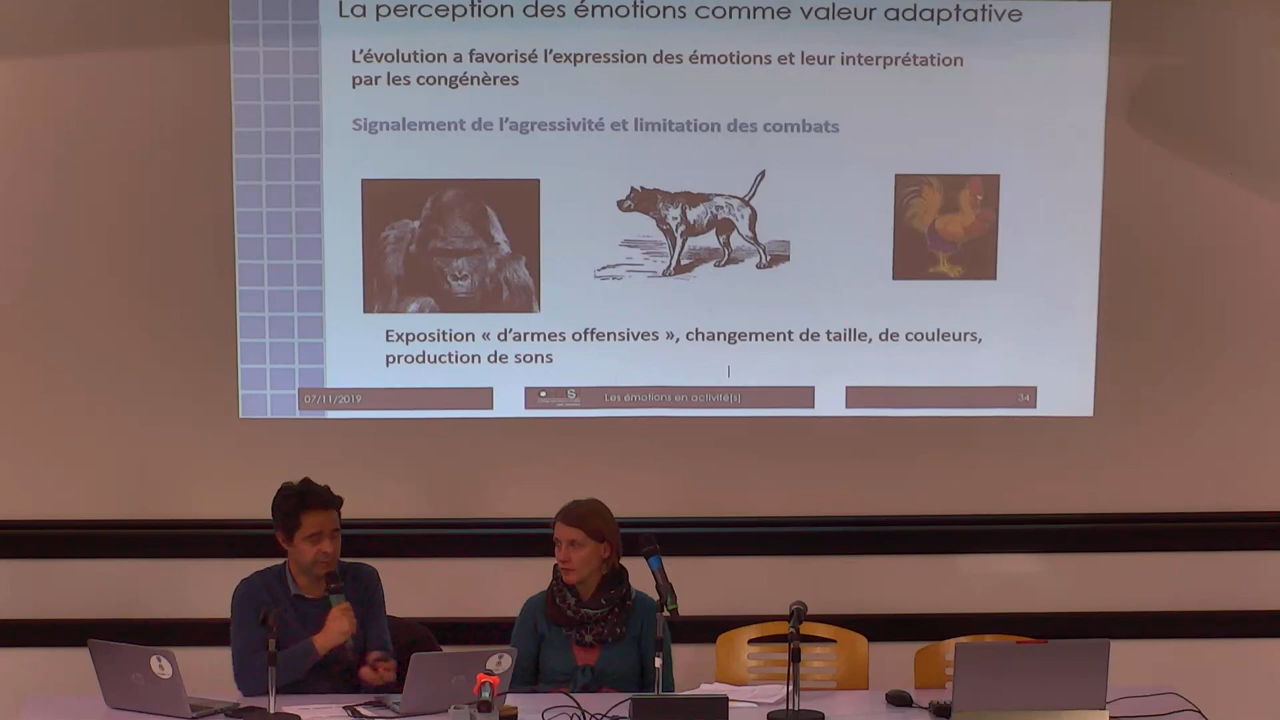 La perception des émotions comme valeur adaptative
L'évolution a favorisé l'expression des émotions et leur interprétation
par les congénères
Signalement de l'agressivité et limitation des combats
Exposition « d'armes offensives », changement de taille, de couleurs,
production de sons
07/11/2019
Les émotions en activité(s)
34